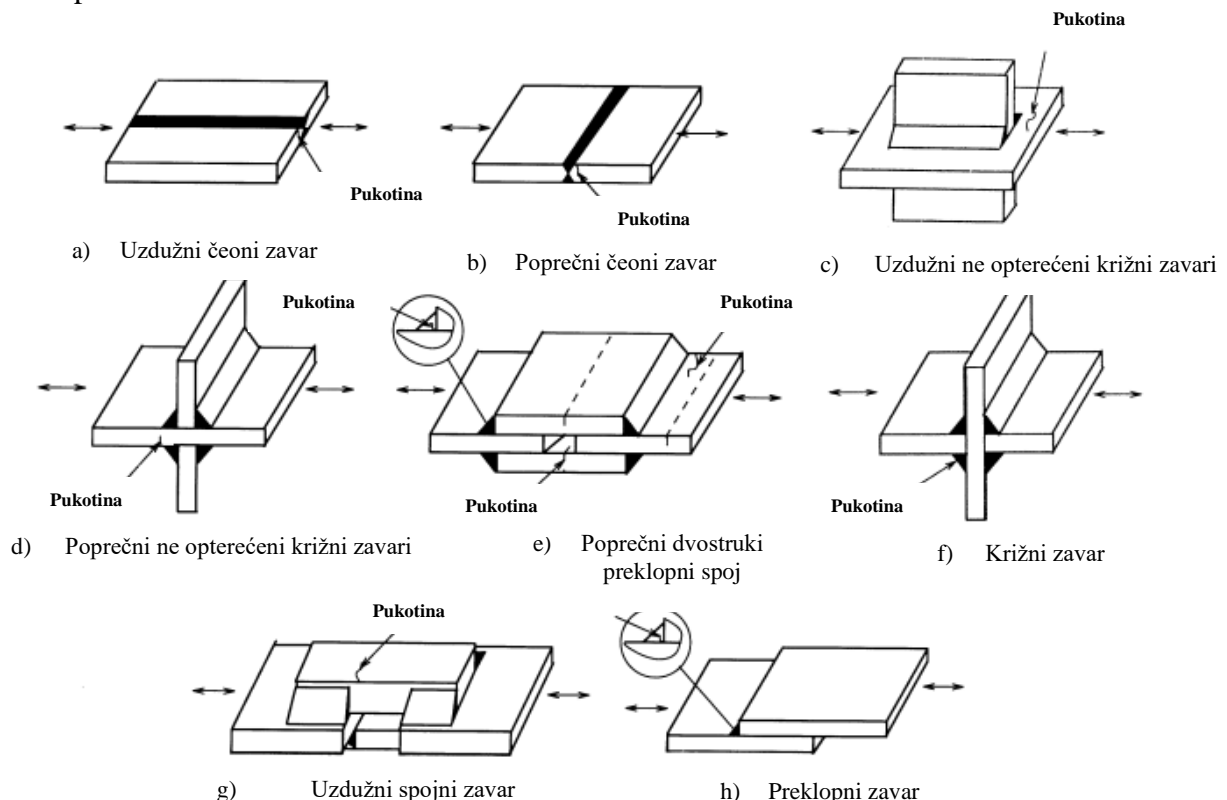 Pukotina
Pukotina
Pukotina
a) Uzdužni čeoni zavar
b) Poprečni čeoni zavar
c) Uzdužni ne opterećeni križni zavari
Pukotina
Pukotina
Pukotina
Pukotina
Pukotina
d) Poprečni ne opterećeni križni zavari
e) Poprečni dvostruki
preklopni spoj
f) Križni zavar
Pukotina
g) Uzdužni spojni zavar
h) Preklopni zavar